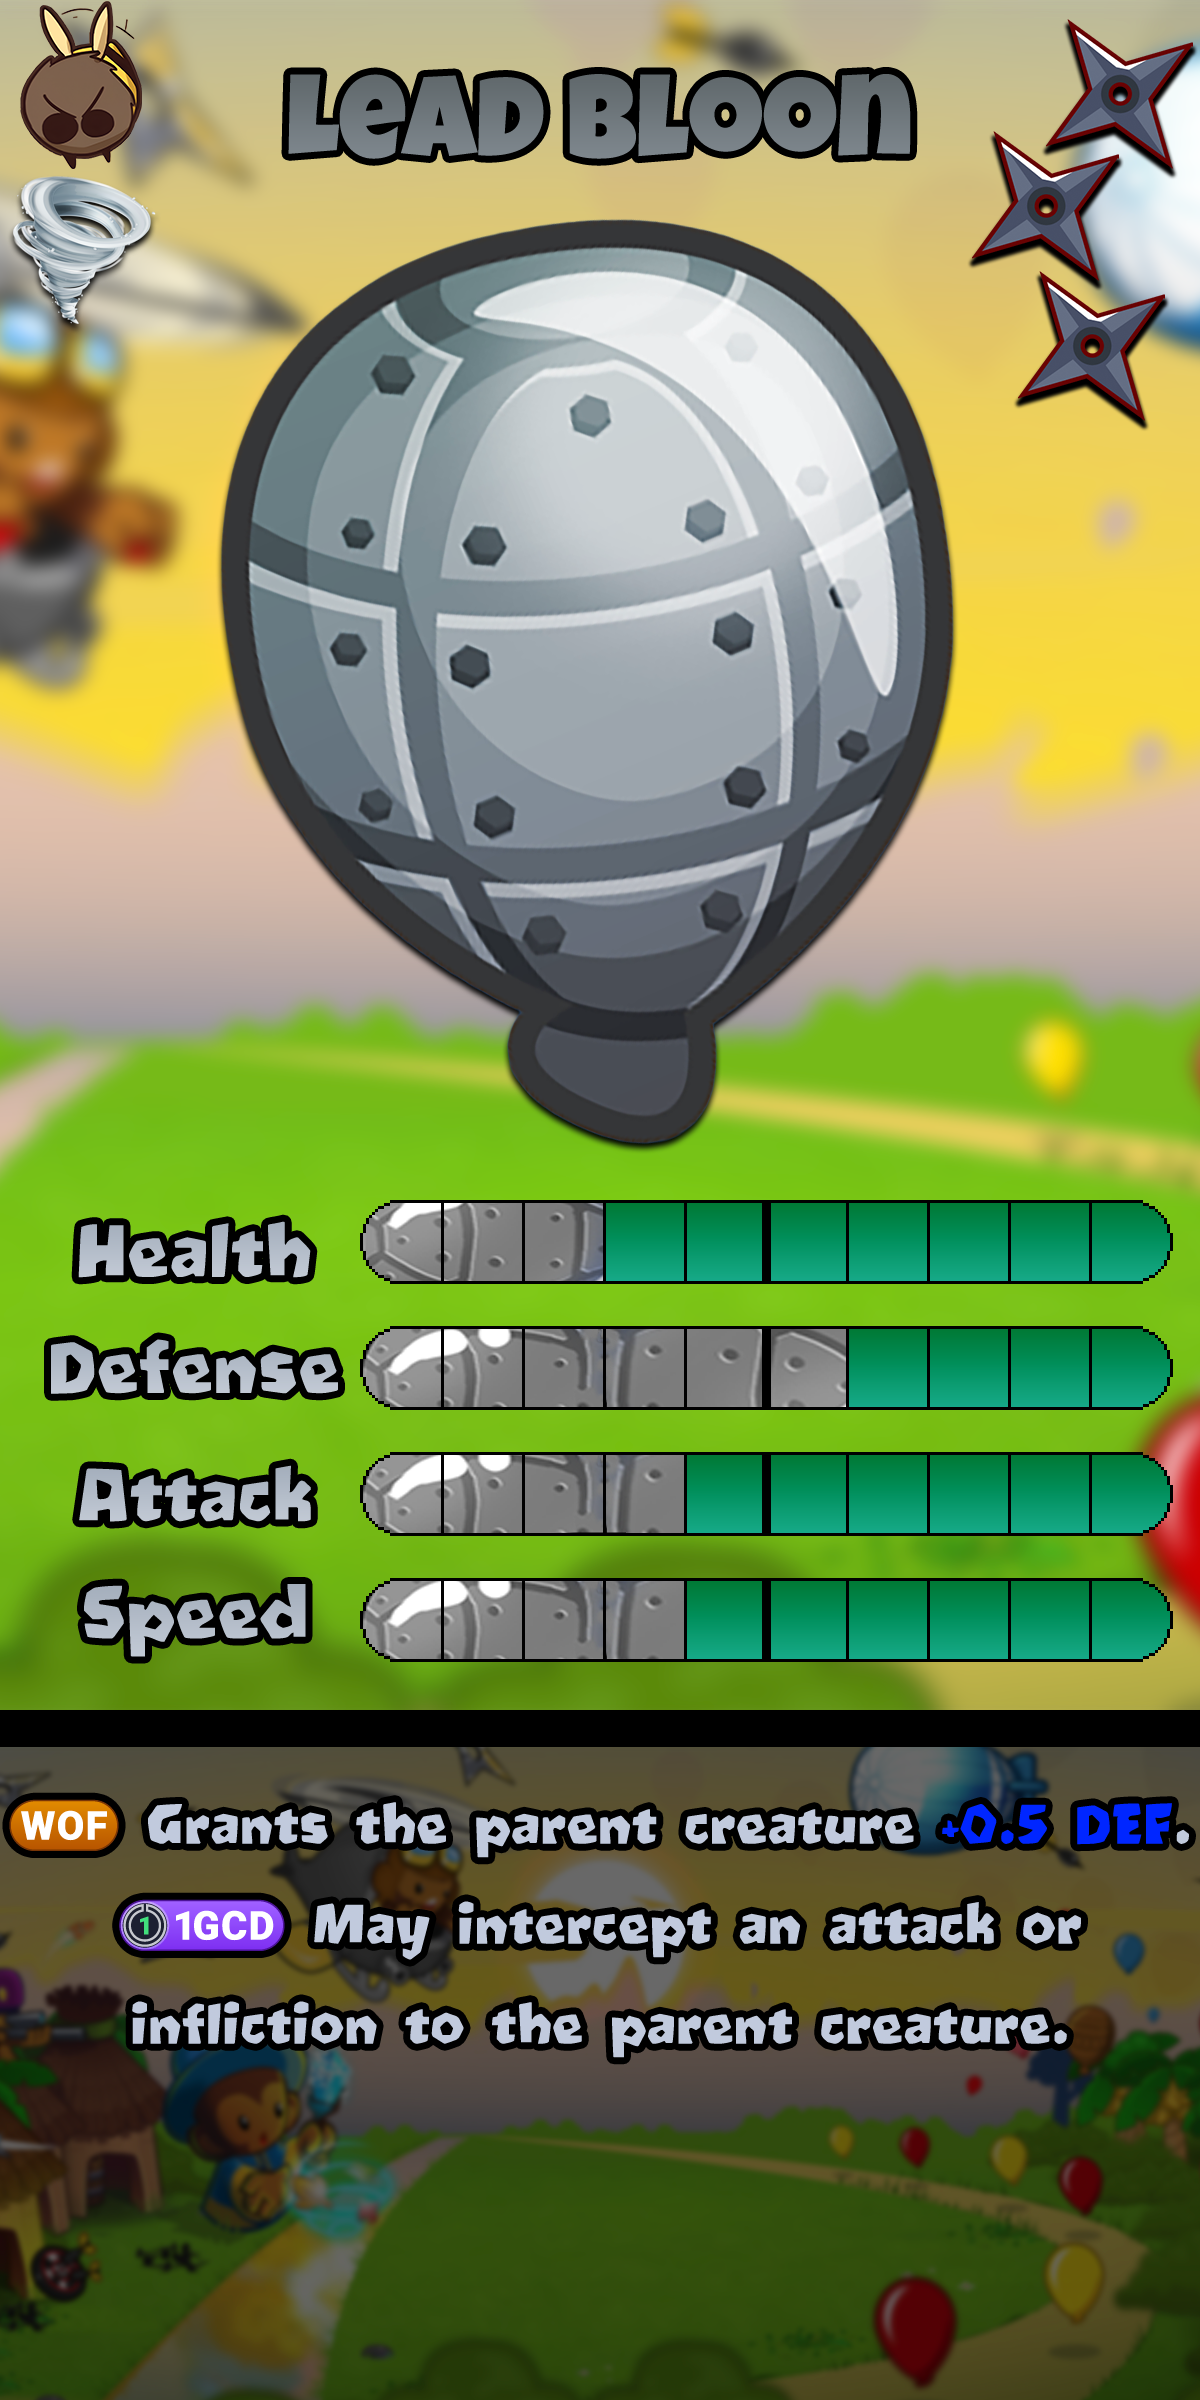 Lead Bloon
Health
Defense
Attack
Speed
WOF Grants the parent creature +0.5 DEF.
1 1GCD May intercept an attack or
infliction to the parent creature.